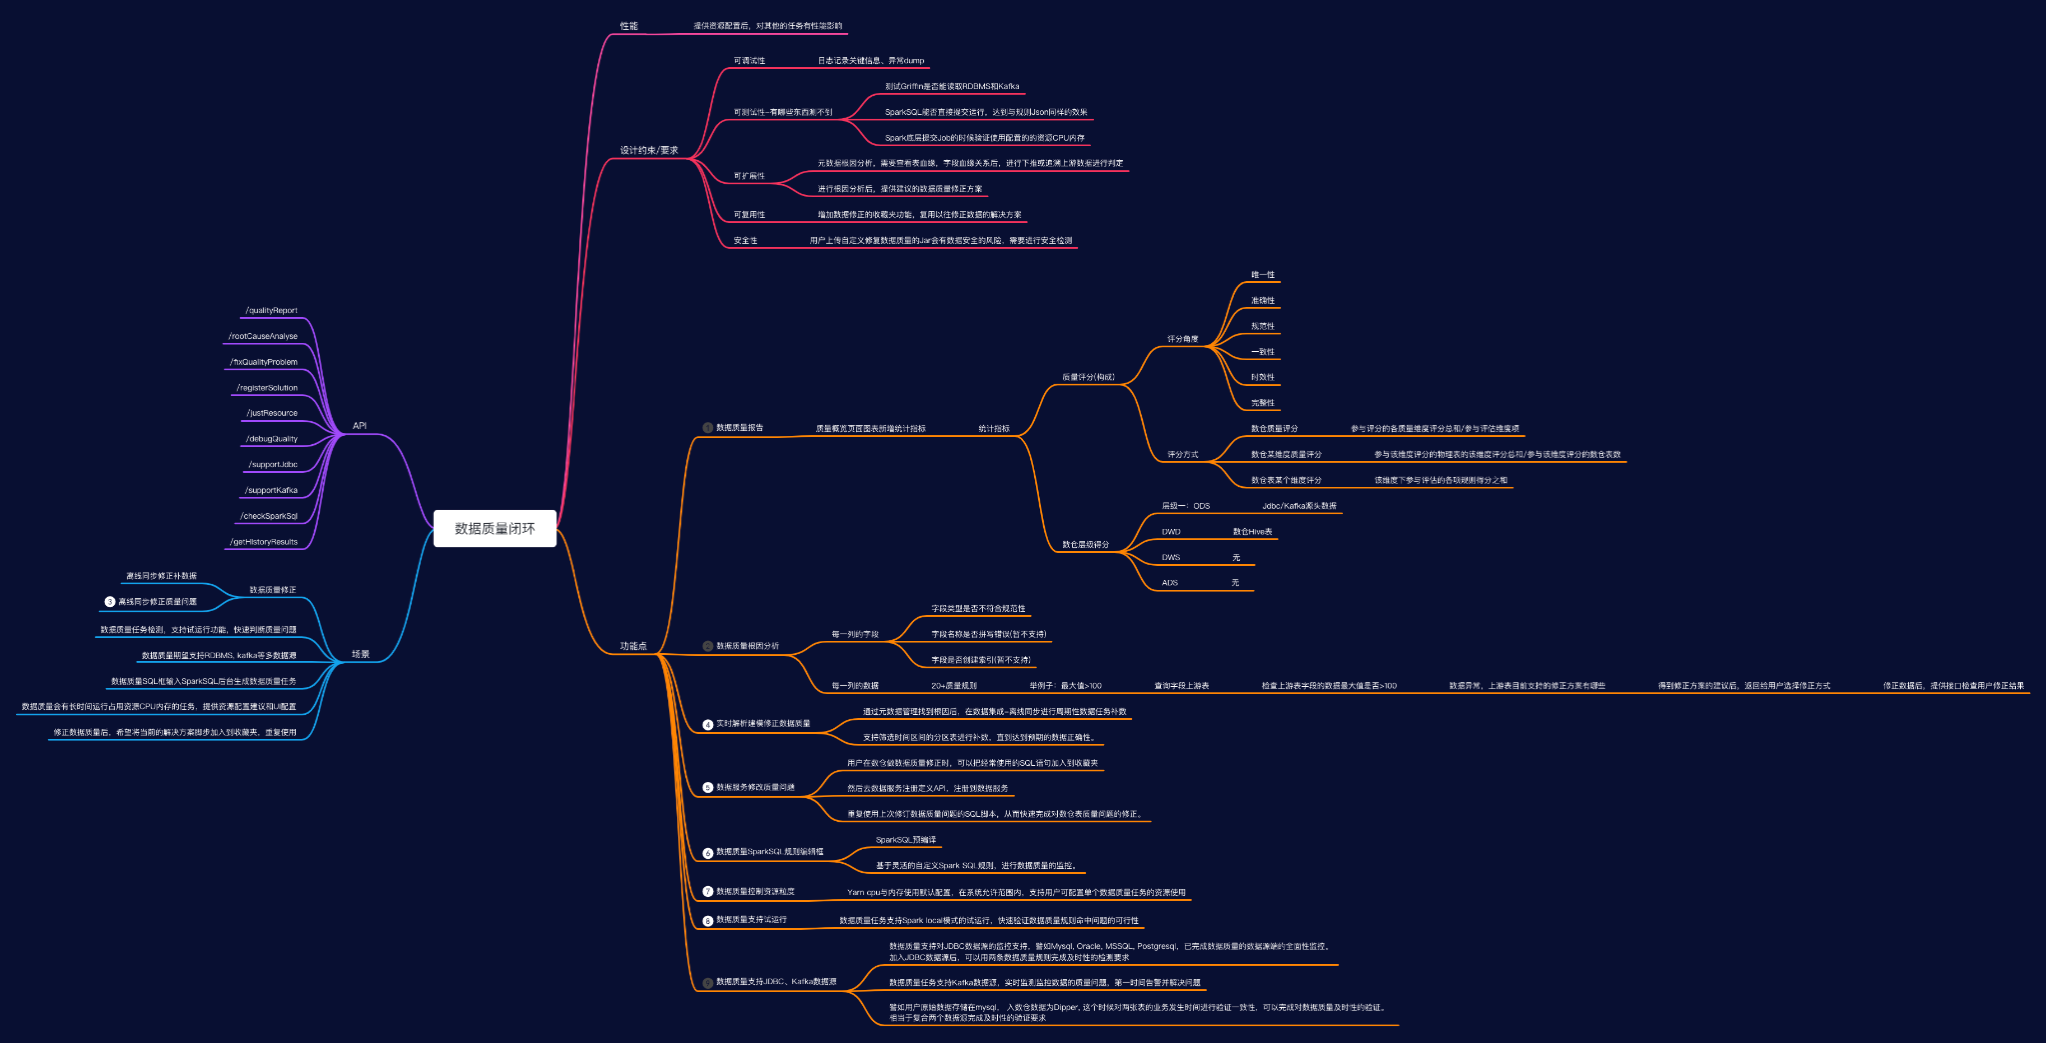 数据质量闭环
性能
提供资源配置后，对其他的任务有性能影响
设计约束/要求
可调试性
日志记录关键信息、异常dump
可测试性-有哪些东西测不到
测试Griffin是否能读取RDBMS和Kafka
SparkSQL能否直接提交运行，达到与规则Json同样的效果
Spark底层提交Job的时候验证使用配置的的资源CPU内存
可扩展性
元数据根因分析，需要查看表血缘，字段血缘关系后，进行下推或追溯上游数据进行判定
进行根因分析后，提供建议的数据质量修正方案
可复用性
增加数据修正的收藏夹功能，复用以往修正数据的解决方案
安全性
用户上传自定义修复数据质量的Jar会有数据安全的风险，需要进行安全检测
功能点
数据质量报告
质量概览页面图表新增统计指标
统计指标
质量评分(构成)
评分角度
唯一性
准确性
规范性
一致性
时效性
完整性
评分方式
数仓质量评分
参与评分的各质量维度评分总和/参与评估维度项
数仓某维度质量评分
参与该维度评分的物理表的该维度评分总和/参与该维度评分的数仓表数
数仓表某个维度评分
该维度下参与评估的各项规则得分之和
数仓层级得分
层级一：ODS
Jdbc/Kafka源头数据
DWD
数仓Hive表
DWS
无
ADS
无
数据质量根因分析
每一列的字段
字段类型是否不符合规范性
字段名称是否拼写错误(暂不支持)
字段是否创建索引(暂不支持)
每一列的数据
20+质量规则
举例子：最大值>100
查询字段上游表
检查上游表字段的数据最大值是否>100
数据异常，上游表目前支持的修正方案有哪些
得到修正方案的建议后，返回给用户选择修正方式
修正数据后，提供接口检查用户修正结果
4 实时解析建模修正数据质量
通过元数据管理找到根因后，在数据集成-离线同步进行周期性数据任务补数
支持筛选时间区间的分区表进行补数，直到达到预期的数据正确性。
5 数据服务修改质量问题
用户在数仓做数据质量修正时，可以把经常使用的SQL语句加入到收藏夹
然后去数据服务注册定义API，注册到数据服务
重复使用上次修订数据质量问题的SQL脚本，从而快速完成对数仓表质量问题的修正。
6 数据质量SparkSQL规则编辑框
SparkSQL预编译
基于灵活的自定义Spark SQL规则，进行数据质量的监控。
7 数据质量控制资源粒度
Yarn cpu与内存使用默认配置，在系统允许范围内，支持用户可配置单个数据质量任务的资源使用
8 数据质量支持试运行
数据质量任务支持Spark local模式的试运行，快速验证数据质量规则命中问题的可行性
数据质量支持JDBC、Kafka数据源
数据质量支持对JDBC数据源的监控支持，譬如Mysql, Oracle, MSSQL, Postgresql，已完成数据质量的数据源端的全面性监控。
加入JDBC数据源后，可以用两条数据质量规则完成及时性的检测要求
数据质量任务支持Kafka数据源，实时监测监控数据的质量问题，第一时间告警并解决问题
譬如用户原始数据存储在mysql， 入数仓数据为Dipper, 这个时候对两张表的业务发生时间进行验证一致性，可以完成对数据质量及时性的验证。
相当于复合两个数据源完成及时性的验证要求
API
/qualityReport
/rootCauseAnalyse
/fixQualityProblem
/registerSolution
/justResource
/debugQuality
/supportJdbc
/supportKafka
/checkSparkSql
/getHistoryResults
场景
数据质量修正
离线同步修正补数据
3 离线同步修正质量问题
数据质量任务检测，支持试运行功能，快速判断质量问题
数据质量期望支持RDBMS, kafka等多数据源
数据质量SQL框输入SparkSQL后台生成数据质量任务
数据质量会有长时间运行占用资源CPU内存的任务，提供资源配置建议和UI配置
修正数据质量后，希望将当前的解决方案脚步加入到收藏夹，重复使用